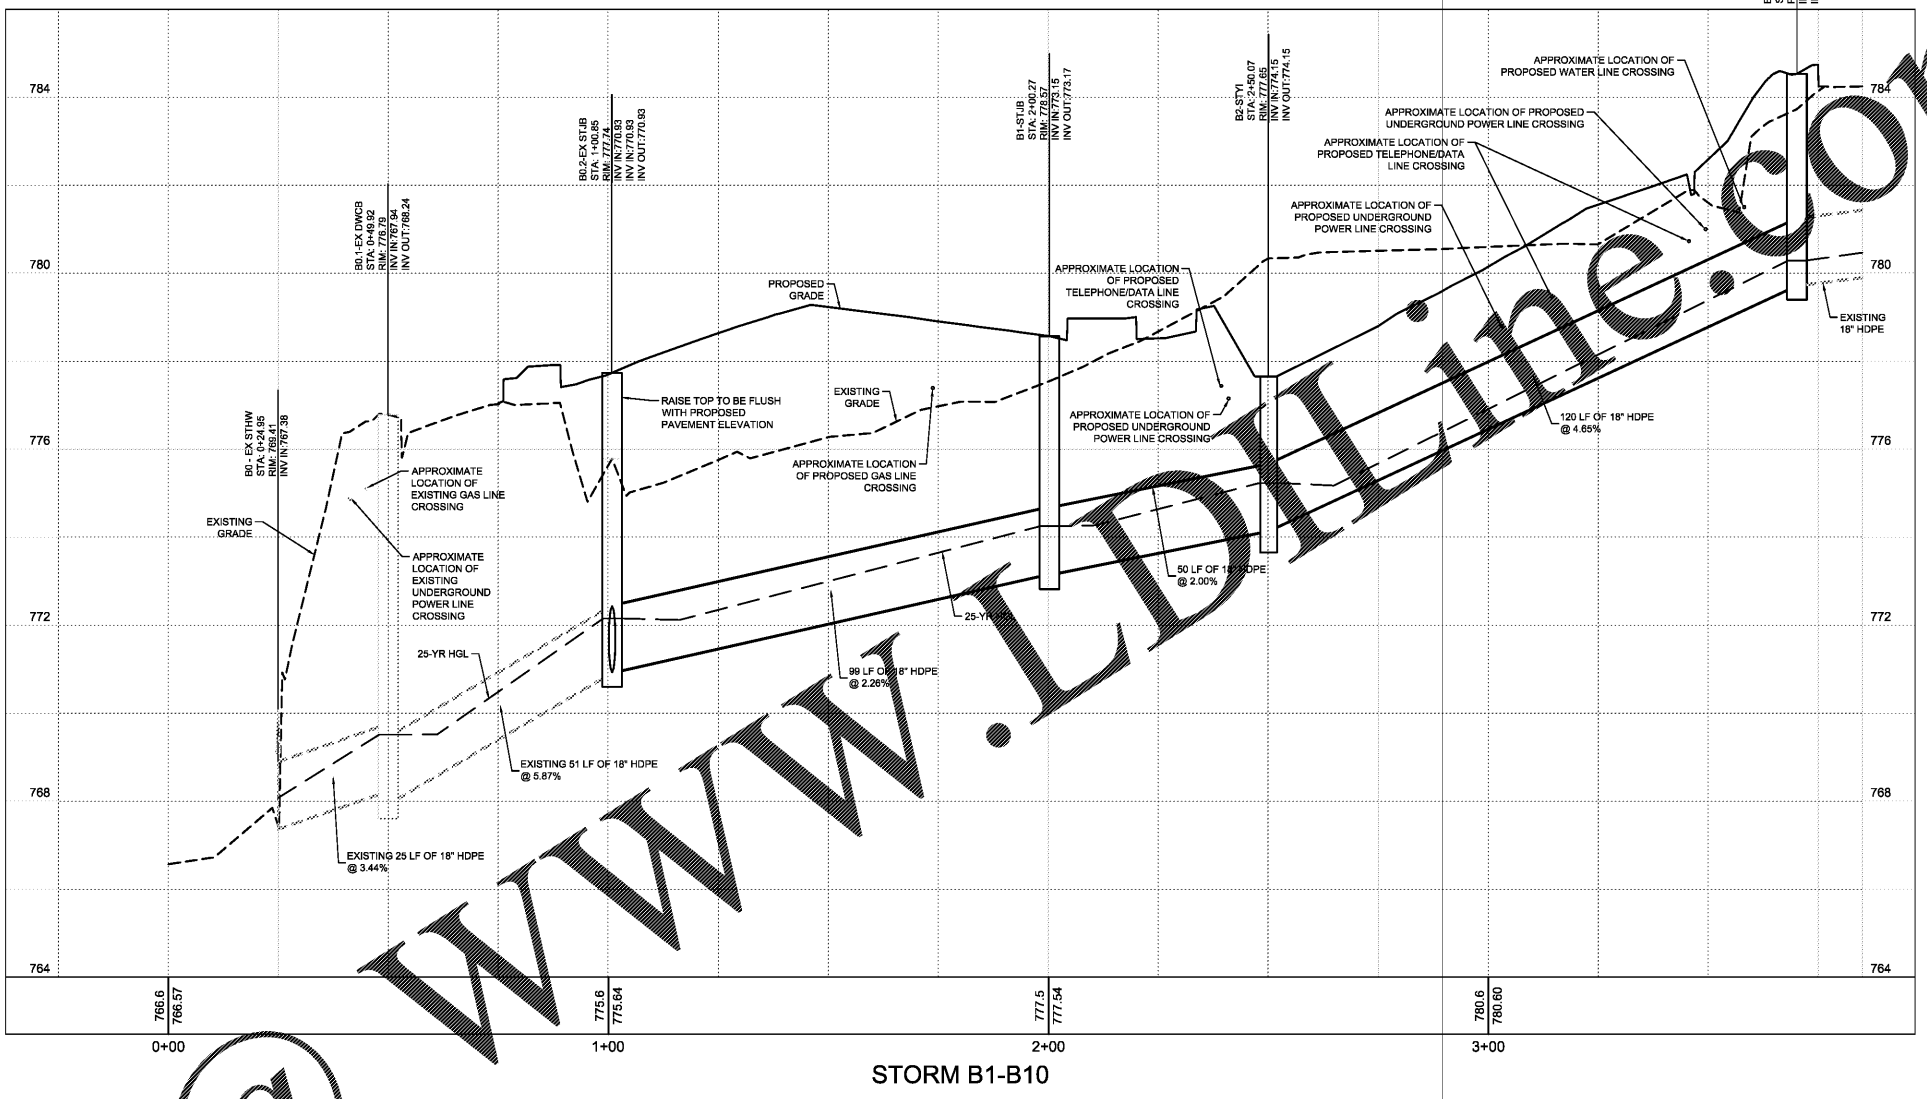 784
780
776
772
768
764
784
780
776
772
768
764
B0 - EX STHW
STA: 0+24.95
RIM: 769.41
INV IN:767.38
B0.1-EX DWCB
STA: 0+49.92
RIM: 776.79
INV IN:767.94
INV OUT:768.24
B0.2-EX STJB
STA: 1+00.85
RIM: 777.74
INV IN:770.93
INV IN:770.93
INV OUT:770.93
B1-STJB
STA: 2+00.27
RIM: 778.57
INV IN:773.15
INV OUT:773.17
B2-STYI
STA: 2+50.07
RIM: 777.65
INV IN:774.15
INV OUT:774.15
APPROXIMATE LOCATION OF
PROPOSED WATER LINE CROSSING
APPROXIMATE LOCATION OF PROPOSED
UNDERGROUND POWER LINE CROSSING
APPROXIMATE LOCATION OF
PROPOSED TELEPHONE/DATA
LINE CROSSING
APPROXIMATE LOCATION OF
PROPOSED UNDERGROUND
POWER LINE CROSSING
APPROXIMATE LOCATION
OF PROPOSED
TELEPHONE/DATA LINE
CROSSING
PROPOSED
GRADE
EXISTING
18" HDPE
RAISE TOP TO BE FLUSH
WITH PROPOSED
PAVEMENT ELEVATION
EXISTING
GRADE
APPROXIMATE LOCATION OF
PROPOSED UNDERGROUND
POWER LINE CROSSING
120 LF OF 18" HDPE
@ 4.65%
APPROXIMATE LOCATION
OF PROPOSED GAS LINE
CROSSING
APPROXIMATE
LOCATION OF
EXISTING GAS LINE
CROSSING
EXISTING
GRADE
APPROXIMATE
LOCATION OF
EXISTING
UNDERGROUND
POWER LINE
CROSSING
50 LF OF 18" HDPE
@ 2.00%
25-YR HGL
25-YR HGL
99 LF OF 18" HDPE
@ 2.26%
EXISTING 51 LF OF 18" HDPE
@ 5.87%
EXISTING 25 LF OF 18" HDPE
@ 3.44%
www.LDILine.com
766.6
766.57
775.6
775.64
777.5
777.54
780.6
780.60
0+00
1+00
2+00
3+00
STORM B1-B10